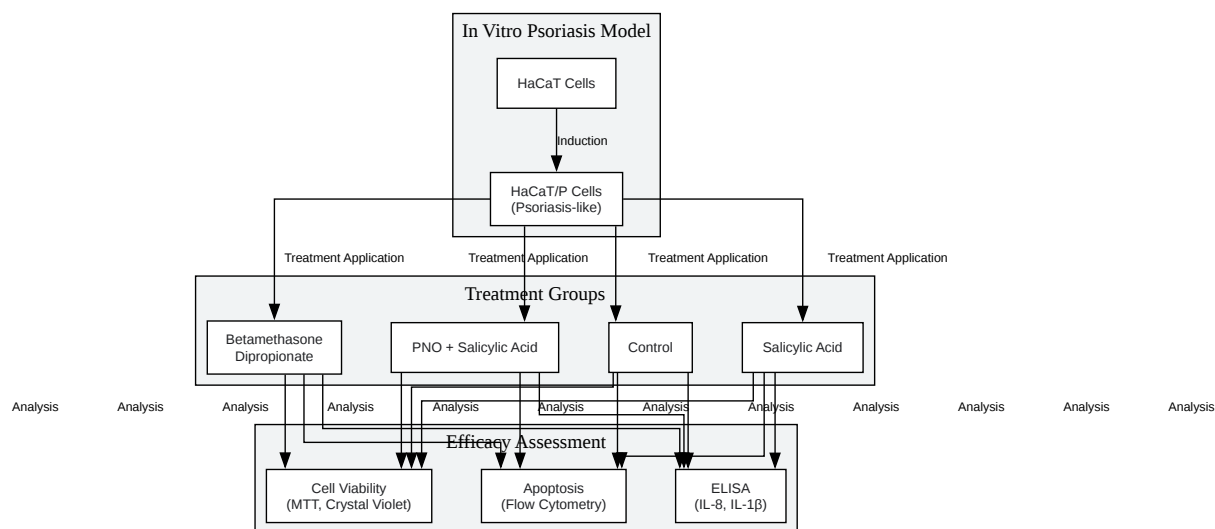 In Vitro Psoriasis Model
HaCaT Cells
Induction
HaCaT/P Cells
(Psoriasis-like)
Treatment Application
Treatment Application
Treatment Application
Treatment Application
Treatment Groups
Betamethasone
Dipropionate
PNO + Salicylic Acid
Control
Salicylic Acid
Analysis
Analysis
Analysis
Analysis
Analysis
Analysis
Analysis
Analysis
Analysis
Analysis
Analysis
Analysis
Efficacy Assessment
Cell Viability
(MTT, Crystal Violet)
Apoptosis
(Flow Cytometry)
ELISA
(IL-8, IL-1β)